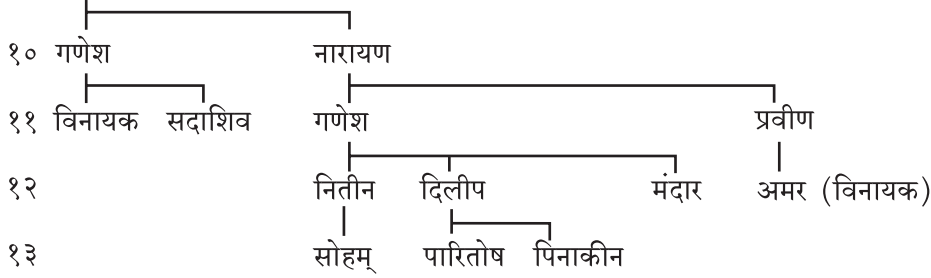 १० गणेश नारायण
११ विनायक सदाशिव गणेश प्रवीण
१२ नितीन दिलीप मंदार अमर (विनायक)
१३ सोहम् पारितोष पिनाकीन